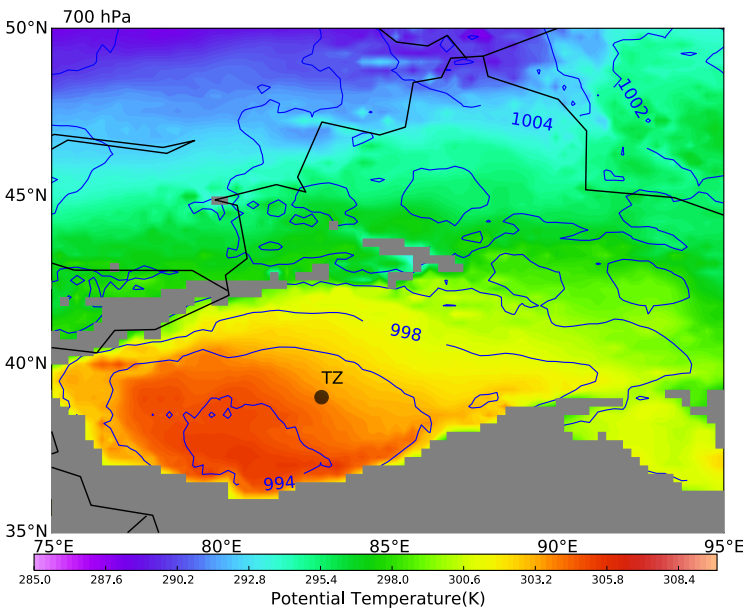 700 hPa
50°N
1002
1004
45°N
998
40°N
TZ
994
35°N
75°E 80°E 85°E 90°E 95°E
285.0 287.6 290.2 292.8 295.4 298.0 300.6 303.2 305.8 308.4
Potential Temperature(K)